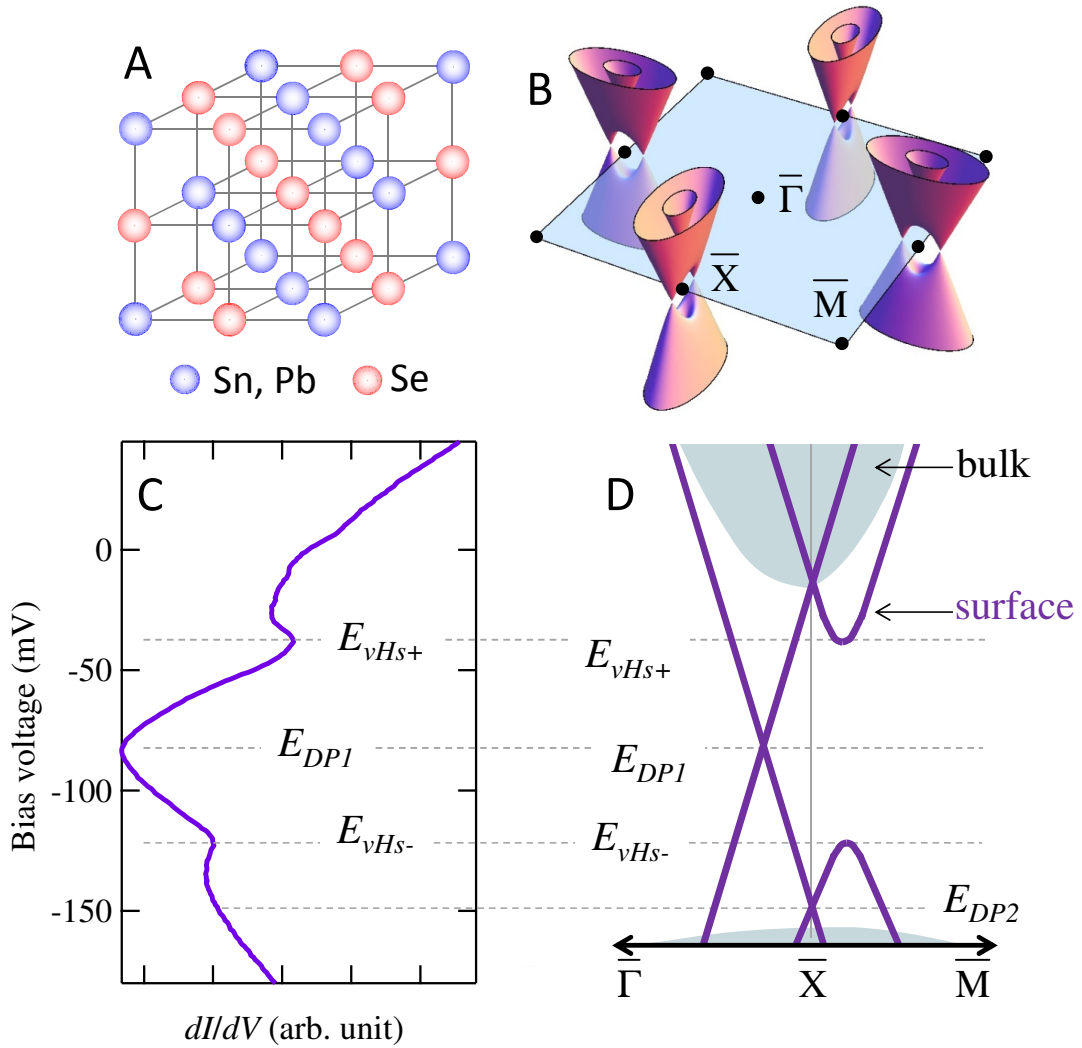 A
Sn, Pb
Se
B
Γ̅
X̅
M̅
C
0
-50
-100
-150
Bias voltage (mV)
dI/dV (arb. unit)
E_vHs+
E_DP1
E_vHs-
D
bulk
surface
E_vHs+
E_DP1
E_vHs-
E_DP2
Γ̅
X̅
M̅